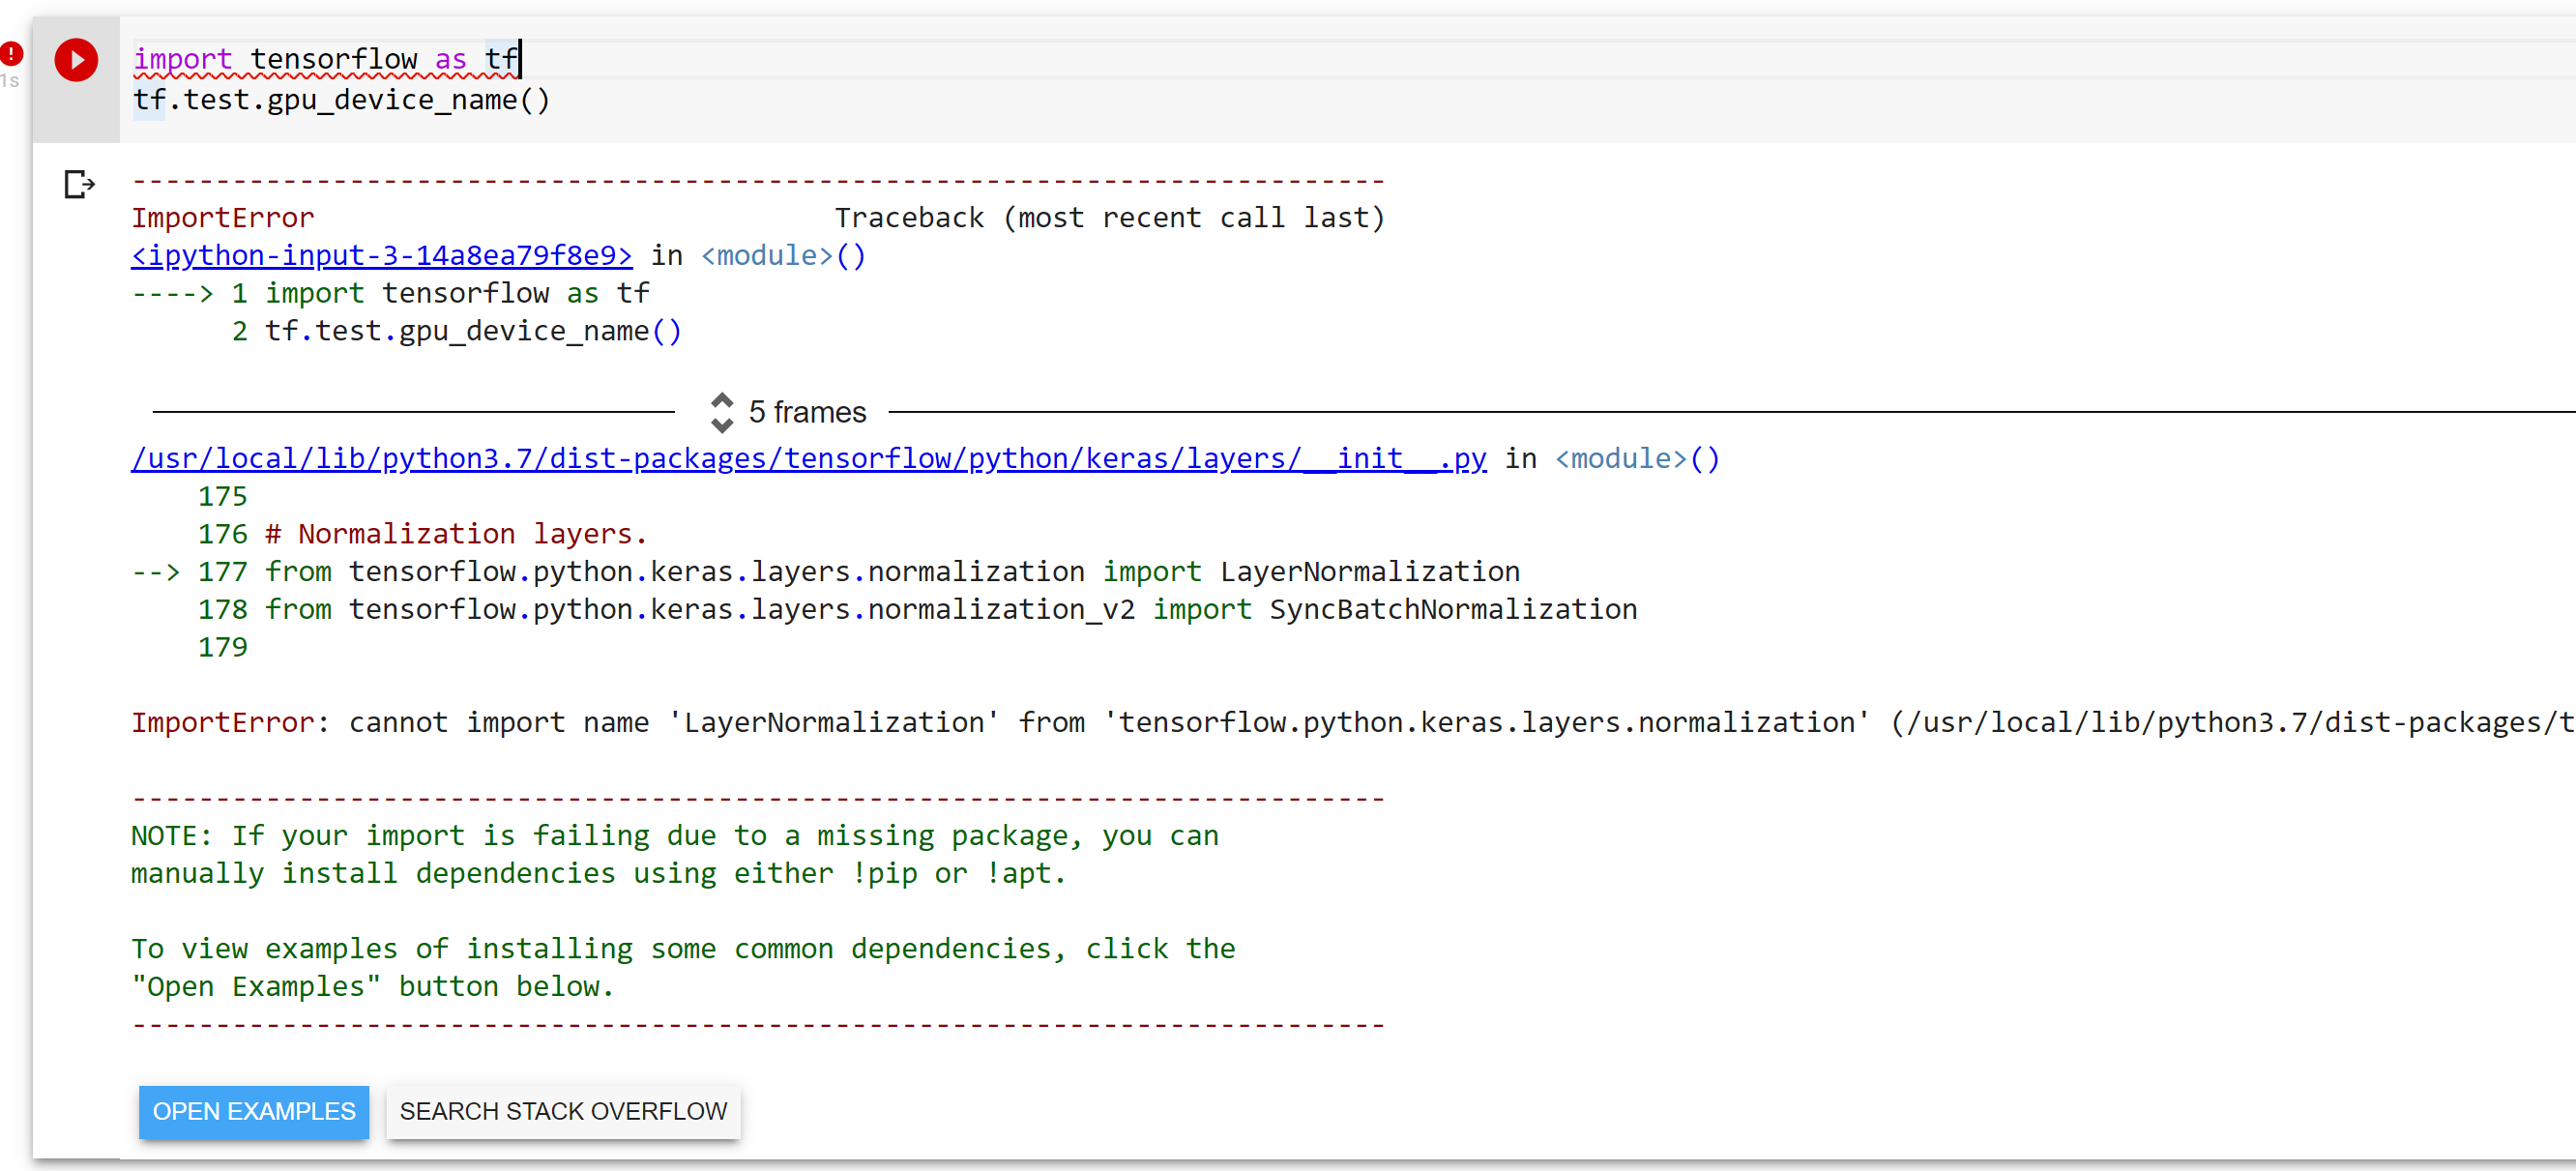 import tensorflow as tf
1s
tf.test.gpu_device_name()
---------------------------------------------------------------------------
ImportError                               Traceback (most recent call last)
<ipython-input-3-14a8ea79f8e9> in <module>()
----> 1 import tensorflow as tf
      2 tf.test.gpu_device_name()
5 frames
/usr/local/lib/python3.7/dist-packages/tensorflow/python/keras/layers/__init__.py in <module>()
    175
    176 # Normalization layers.
--> 177 from tensorflow.python.keras.layers.normalization import LayerNormalization
    178 from tensorflow.python.keras.layers.normalization_v2 import SyncBatchNormalization
    179
ImportError: cannot import name 'LayerNormalization' from 'tensorflow.python.keras.layers.normalization' (/usr/local/lib/python3.7/dist-packages/t
---------------------------------------------------------------------------
NOTE: If your import is failing due to a missing package, you can
manually install dependencies using either !pip or !apt.
To view examples of installing some common dependencies, click the
"Open Examples" button below.
---------------------------------------------------------------------------
OPEN EXAMPLES SEARCH STACK OVERFLOW